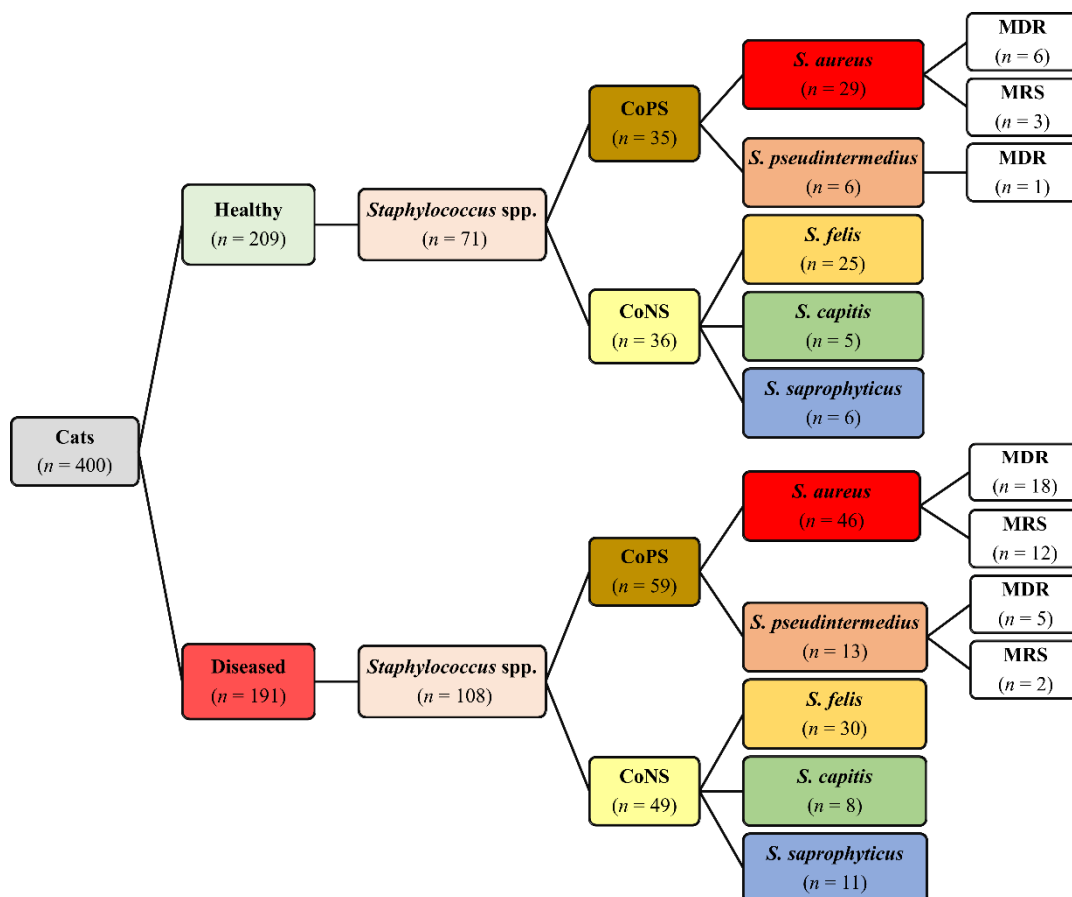 Cats
(n = 400)
Healthy
(n = 209)
Staphylococcus spp.
(n = 71)
CoPS
(n = 35)
S. aureus
(n = 29)
MDR
(n = 6)
MRS
(n = 3)
S. pseudintermedius
(n = 6)
MDR
(n = 1)
CoNS
(n = 36)
S. felis
(n = 25)
S. capitis
(n = 5)
S. saprophyticus
(n = 6)
Diseased
(n = 191)
Staphylococcus spp.
(n = 108)
CoPS
(n = 59)
S. aureus
(n = 46)
MDR
(n = 18)
MRS
(n = 12)
S. pseudintermedius
(n = 13)
MDR
(n = 5)
MRS
(n = 2)
CoNS
(n = 49)
S. felis
(n = 30)
S. capitis
(n = 8)
S. saprophyticus
(n = 11)